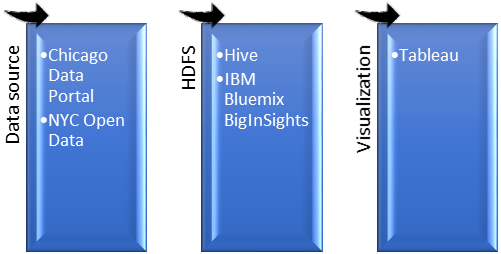 Data source
•Chicago
Data
Portal
•NYC Open
Data
HDFS
•Hive
•IBM
Bluemix
BigInSights
Visualization
•Tableau